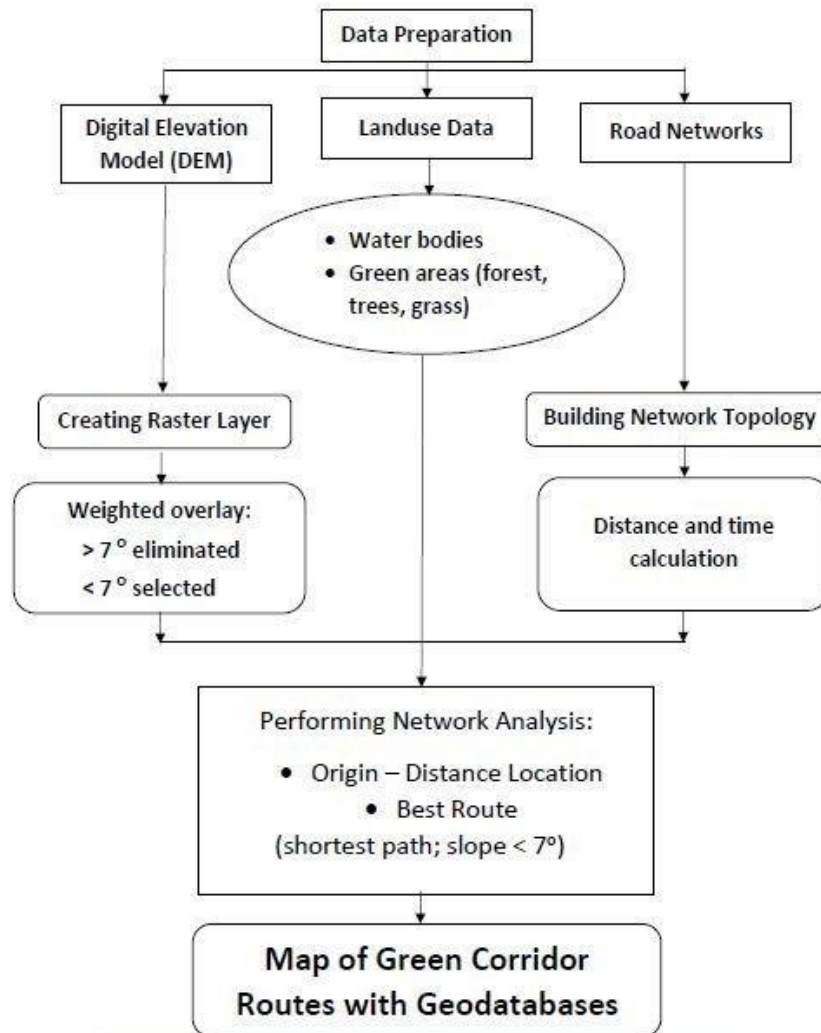 Data Preparation
Digital Elevation
Model (DEM)
Landuse Data
Road Networks
• Water bodies
• Green areas (forest,
trees, grass)
Creating Raster Layer
Building Network Topology
Weighted overlay:
> 7 ° eliminated
< 7 ° selected
Distance and time
calculation
Performing Network Analysis:
• Origin – Distance Location
• Best Route
(shortest path; slope < 7°)
Map of Green Corridor
Routes with Geodatabases